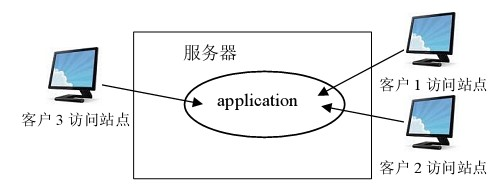 服务器
application
客户 1 访问站点
客户 3 访问站点
客户 2 访问站点